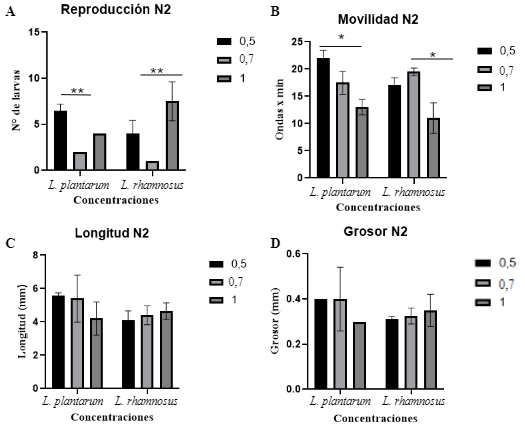 A
Reproducción N2
N° de larvas
15
10
5
0
**
**
0,5
0,7
1
L. plantarum L. rhamnosus
Concentraciones
B
Movilidad N2
Ondas x min
25
20
15
10
5
0
*
*
0,5
0,7
1
L. plantarum L. rhamnosus
Concentraciones
C
Longitud N2
Longitud (mm)
8
6
4
2
0
0,5
0,7
1
L. plantarum L. rhamnosus
Concentraciones
D
Grosor N2
Grosor (mm)
0.6
0.4
0.2
0.0
0,5
0,7
1
L. plantarum L. rhamnosus
Concentraciones